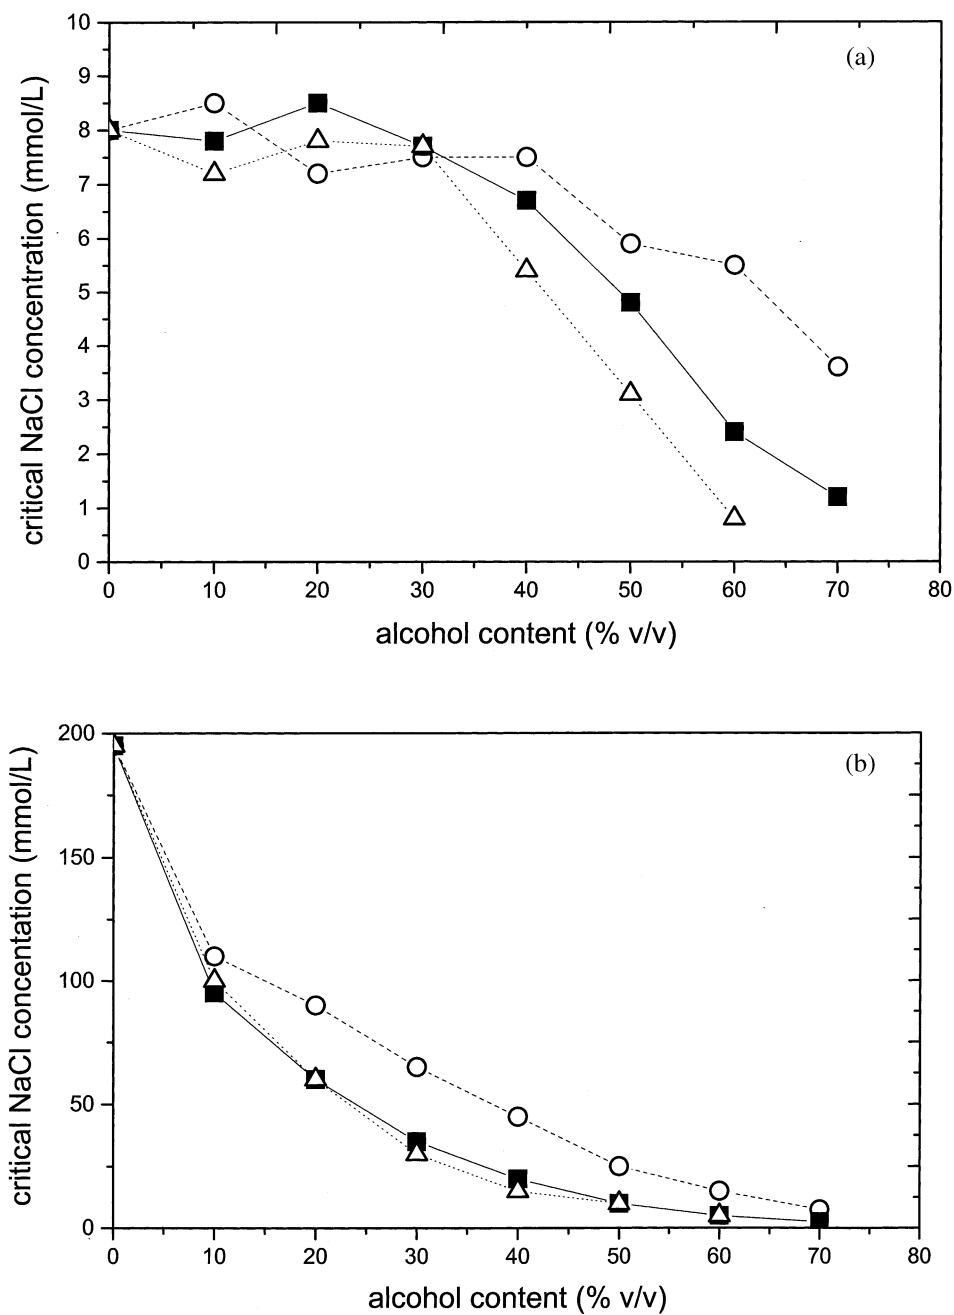 10
9
8
7
6
5
4
3
2
1
0
critical NaCl concentration (mmol/L)
(a)
0 10 20 30 40 50 60 70 80
alcohol content (% v/v)
200
150
100
50
0
critical NaCl concentation (mmol/L)
(b)
0 10 20 30 40 50 60 70 80
alcohol content (% v/v)